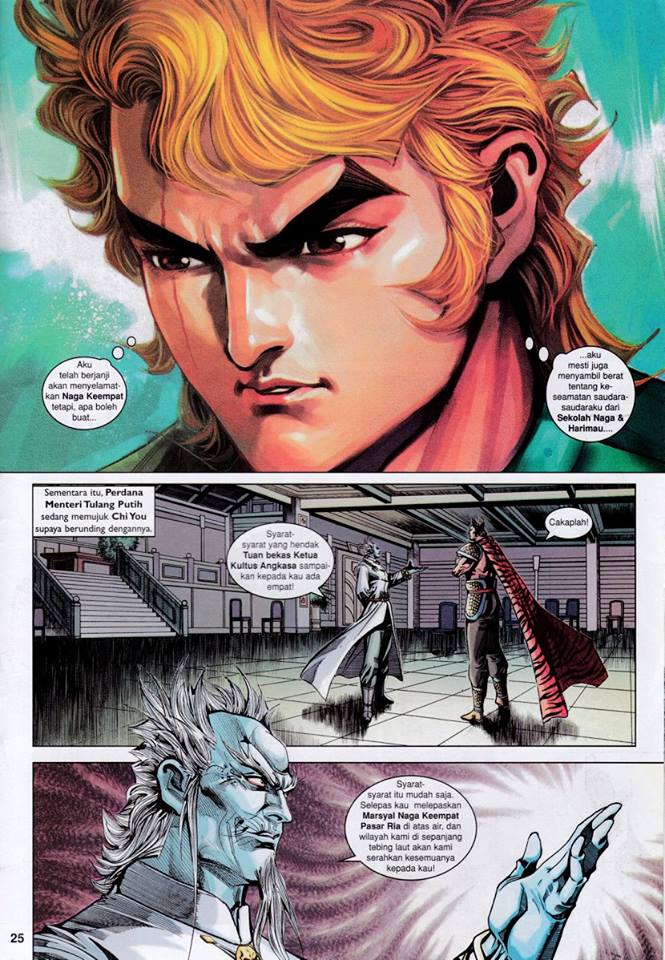 Aku
telah berjanji
akan menyelamat-
kan Naga Keempat
tetapi, apa boleh
buat...
...aku
mesti juga
menyambil berat
tentang ke-
seamatan saudara-
saudaraku dari
Sekolah Naga &
Harimau....
Sementara itu, Perdana
Menteri Tulang Putih
sedang memujuk Chi You
supaya berunding dengannya.
Syarat-
syarat yang hendak
Tuan bekas Ketua
Kultus Angkasa sampai-
kan kepada kau ada
empat!
Cakaplah!
Syarat-
syarat itu mudah saja.
Selepas kau melepaskan
Marsyal Naga Keempat
Pasar Ria di atas air, dan
wilayah kami di sepanjang
tebing laut akan kami
serahkan kesemuanya
kepada kau!
25